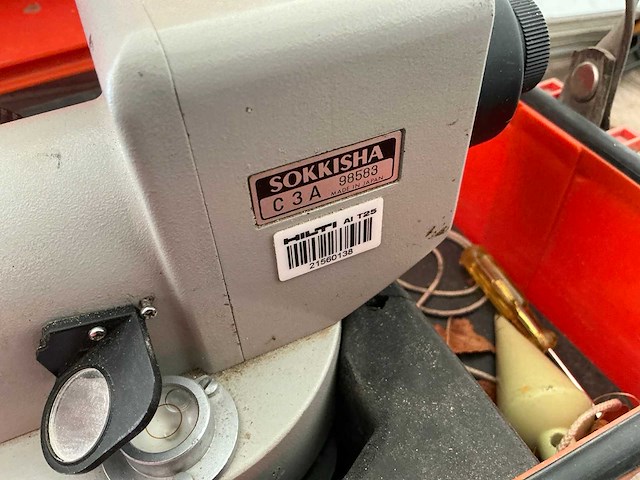 SOKKISHA
C3A 98583
MADE IN JAPAN
HILTI AI T25
21560138